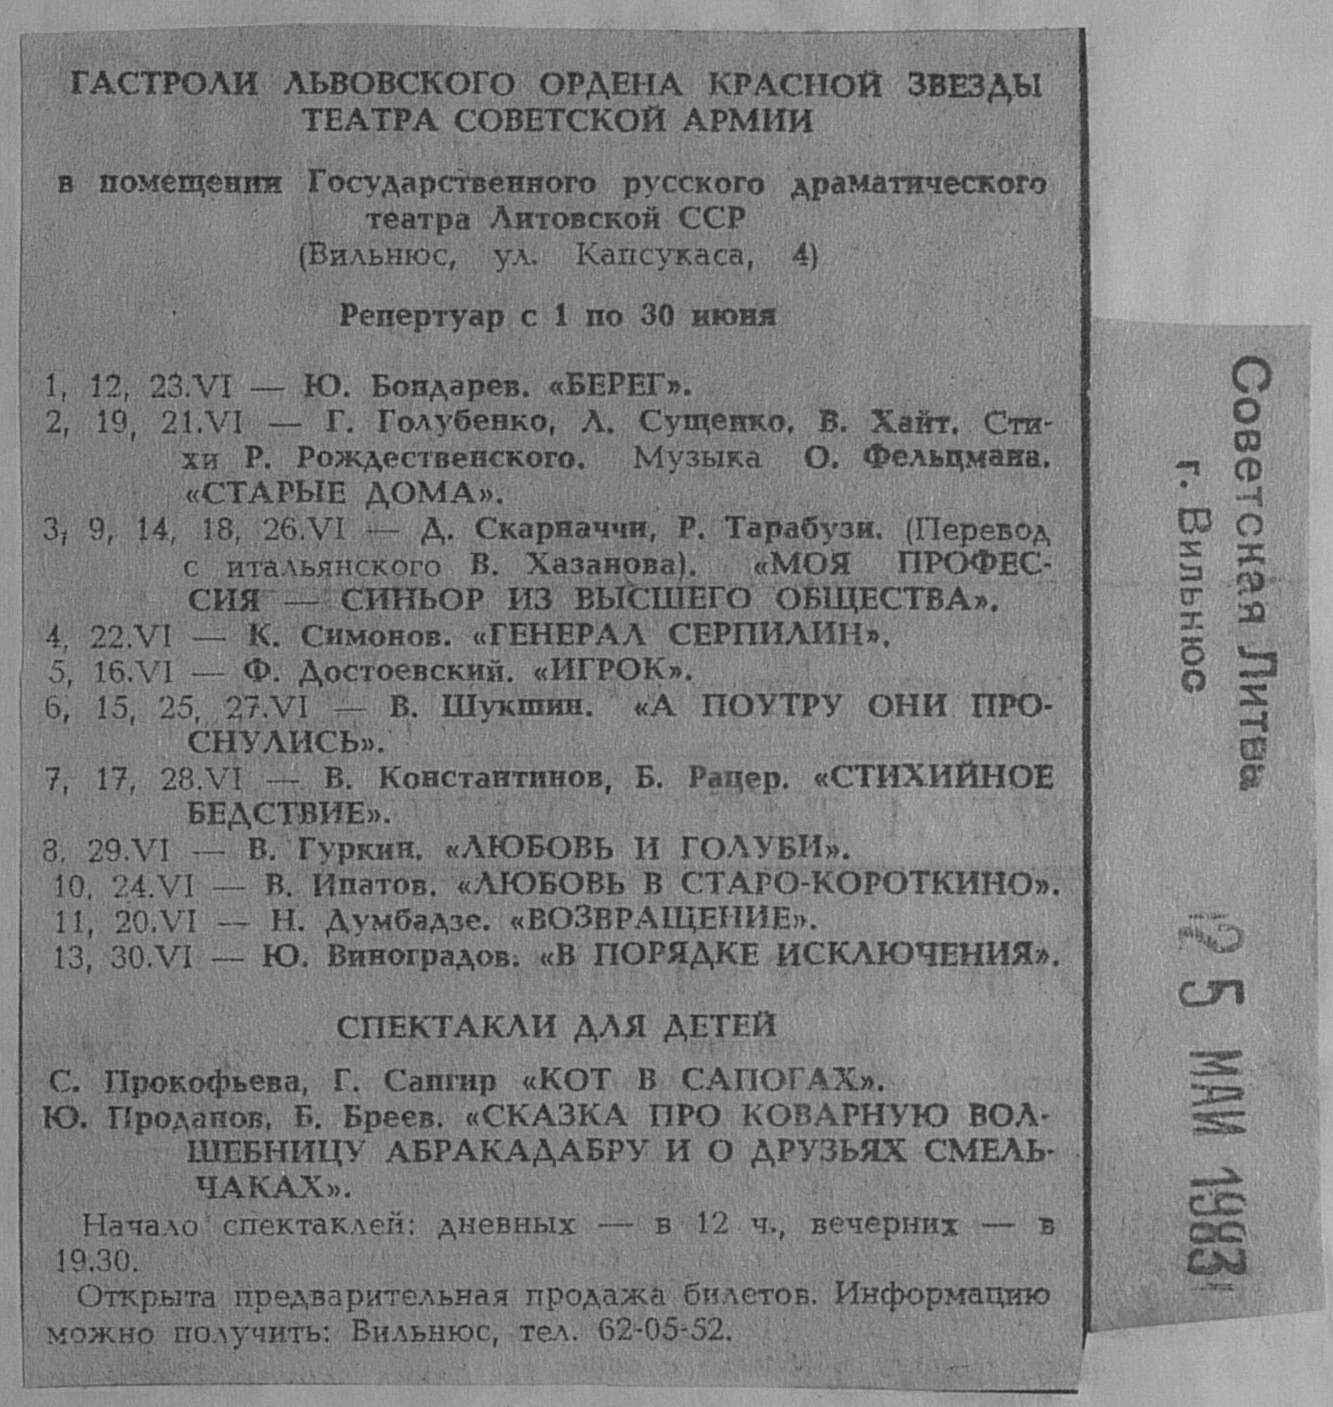 ГАСТРОЛИ ЛЬВОВСКОГО ОРДЕНА КРАСНОЙ ЗВЕЗДЫ
ТЕАТРА СОВЕТСКОЙ АРМИИ
в помещении Государственного русского драматического
театра Литовской ССР
(Вильнюс, ул. Капсукаса, 4)
Репертуар с 1 по 30 июня
1, 12, 23.VI — Ю. Бондарев. «БЕРЕГ».
2, 19, 21.VI — Г. Голубенко, Л. Сущенко, В. Хайт. Сти-
хи Р. Рождественского. Музыка О. Фельцмана.
«СТАРЫЕ ДОМА».
3, 9, 14, 18, 26.VI — Д. Скарначчи, Р. Тарабузи. (Перевод
с итальянского В. Хазанова). «МОЯ ПРОФЕС-
СИЯ — СИНЬОР ИЗ ВЫСШЕГО ОБЩЕСТВА».
4, 22.VI — К. Симонов. «ГЕНЕРАЛ СЕРПИЛИН».
5, 16.VI — Ф. Достоевский. «ИГРОК».
6, 15, 25, 27.VI — В. Шукшин. «А ПОУТРУ ОНИ ПРО-
СНУЛИСЬ».
7, 17, 28.VI — В. Константинов, Б. Рацер. «СТИХИЙНОЕ
БЕДСТВИЕ».
8, 29.VI — В. Гуркин. «ЛЮБОВЬ И ГОЛУБИ».
10, 24.VI — В. Ипатов. «ЛЮБОВЬ В СТАРО-КОРОТКИНО».
11, 20.VI — Н. Думбадзе. «ВОЗВРАЩЕНИЕ».
13, 30.VI — Ю. Виноградов. «В ПОРЯДКЕ ИСКЛЮЧЕНИЯ».
СПЕКТАКЛИ ДЛЯ ДЕТЕЙ
С. Прокофьева, Г. Сапгир «КОТ В САПОГАХ».
Ю. Проданов, Б. Бреев. «СКАЗКА ПРО КОВАРНУЮ ВОЛ-
ШЕБНИЦУ АБРАКАДАБРУ И О ДРУЗЬЯХ СМЕЛЬ-
ЧАКАХ».
Начало спектаклей: дневных — в 12 ч., вечерних — в
19.30.
Открыта предварительная продажа билетов. Информацию
можно получить: Вильнюс, тел. 62-05-52.
Советская Литва
г. Вильнюс
25 МАИ 1983